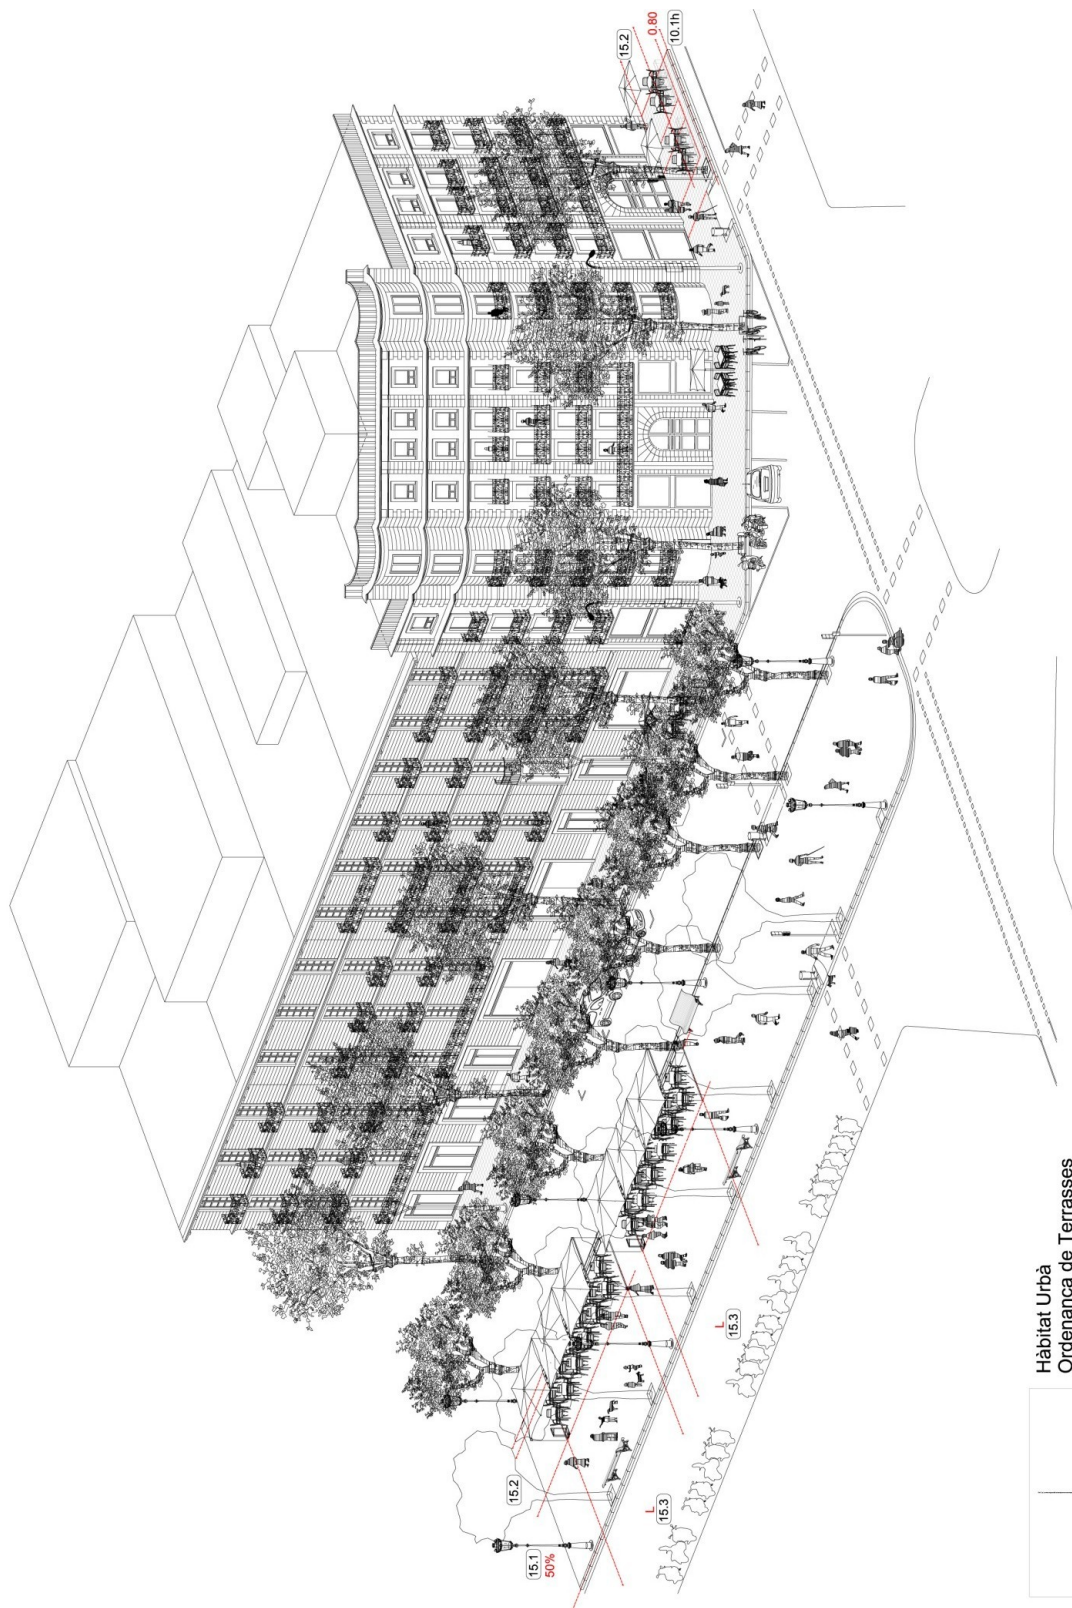 15.2
0.80
10.1h
15.1
50%
15.2
L
15.3
L
15.3
Hàbitat Urbà
Ordenança de Terrasses